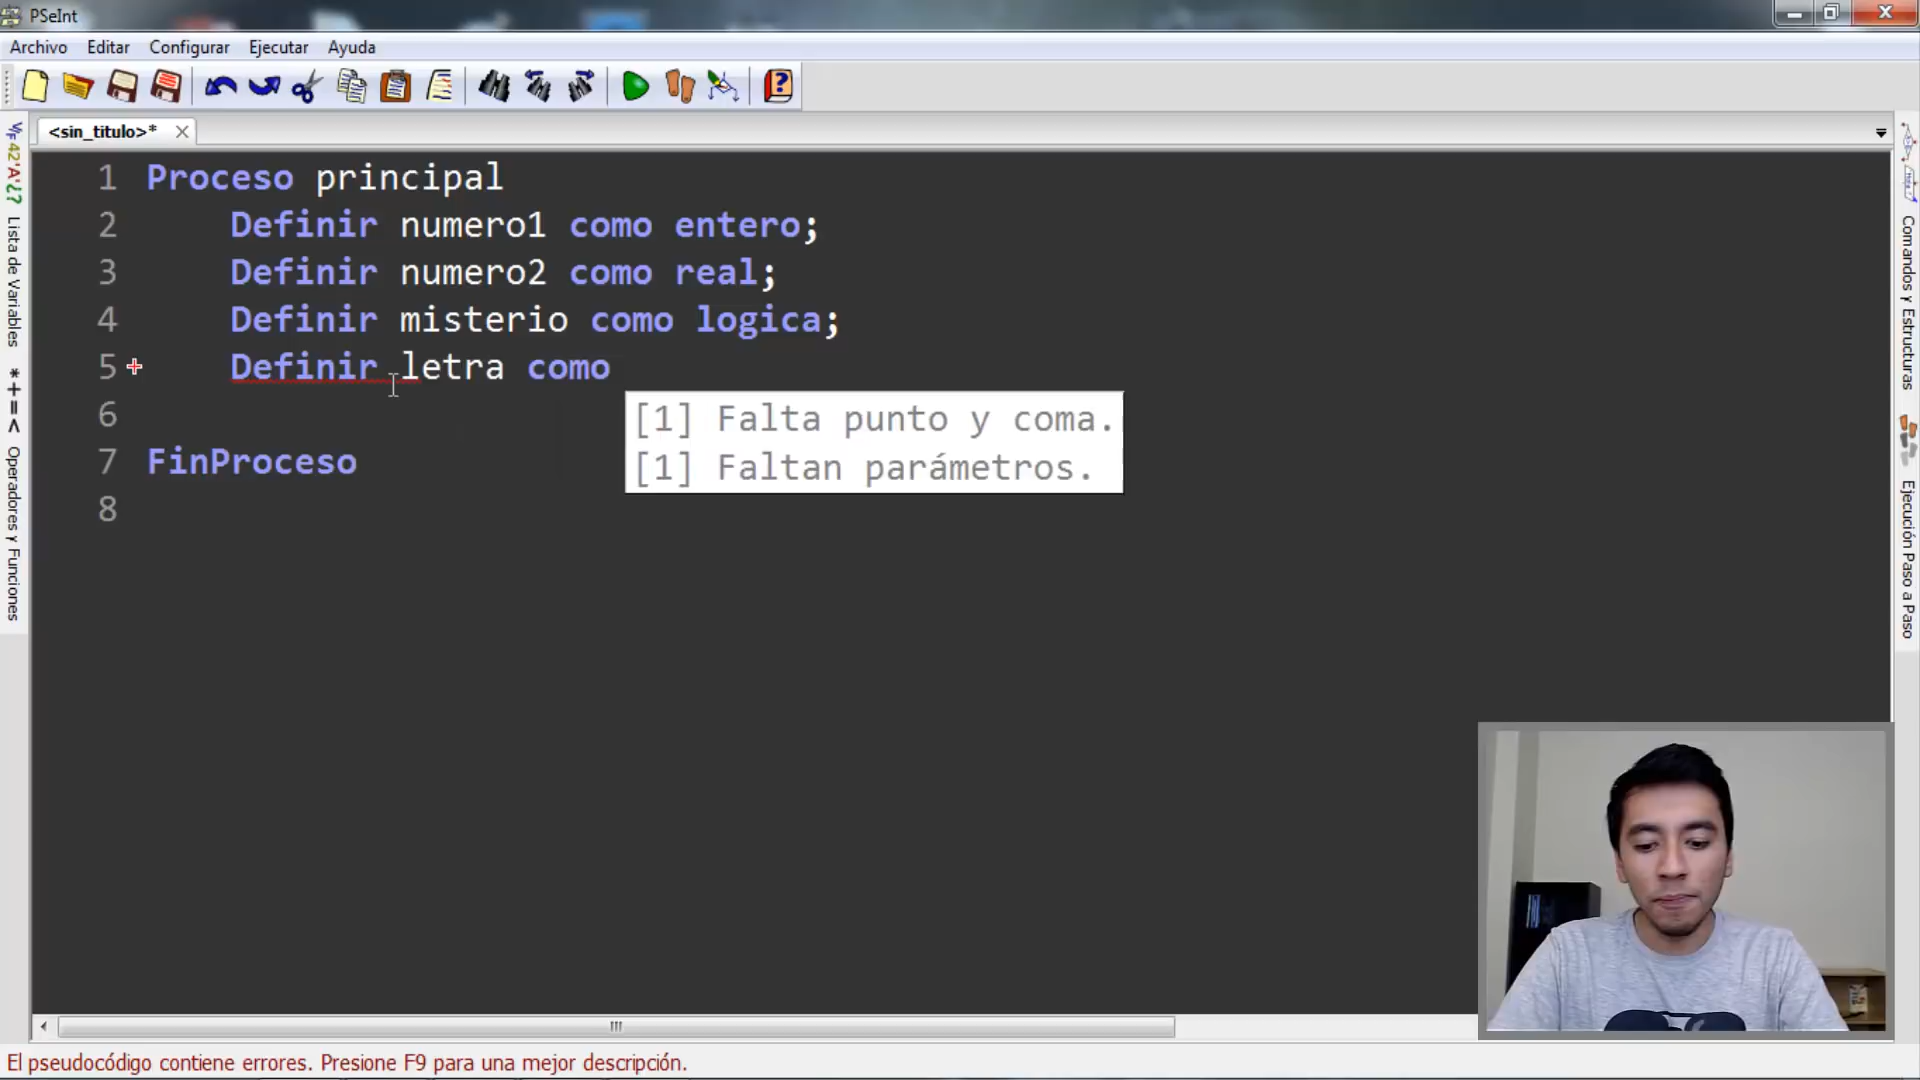 PSeInt
Archivo Editar Configurar Ejecutar Ayuda
<sin_titulo>*
1 Proceso principal
2 Definir numero1 como entero;
3 Definir numero2 como real;
4 Definir misterio como logica;
5 Definir letra como
6
7 FinProceso
8
[1] Falta punto y coma.
[1] Faltan parámetros.
Lista de Variables
*+=< Operadores y Funciones
Comandos y Estructuras
Ejecución Paso a Paso
El pseudocódigo contiene errores. Presione F9 para una mejor descripción.